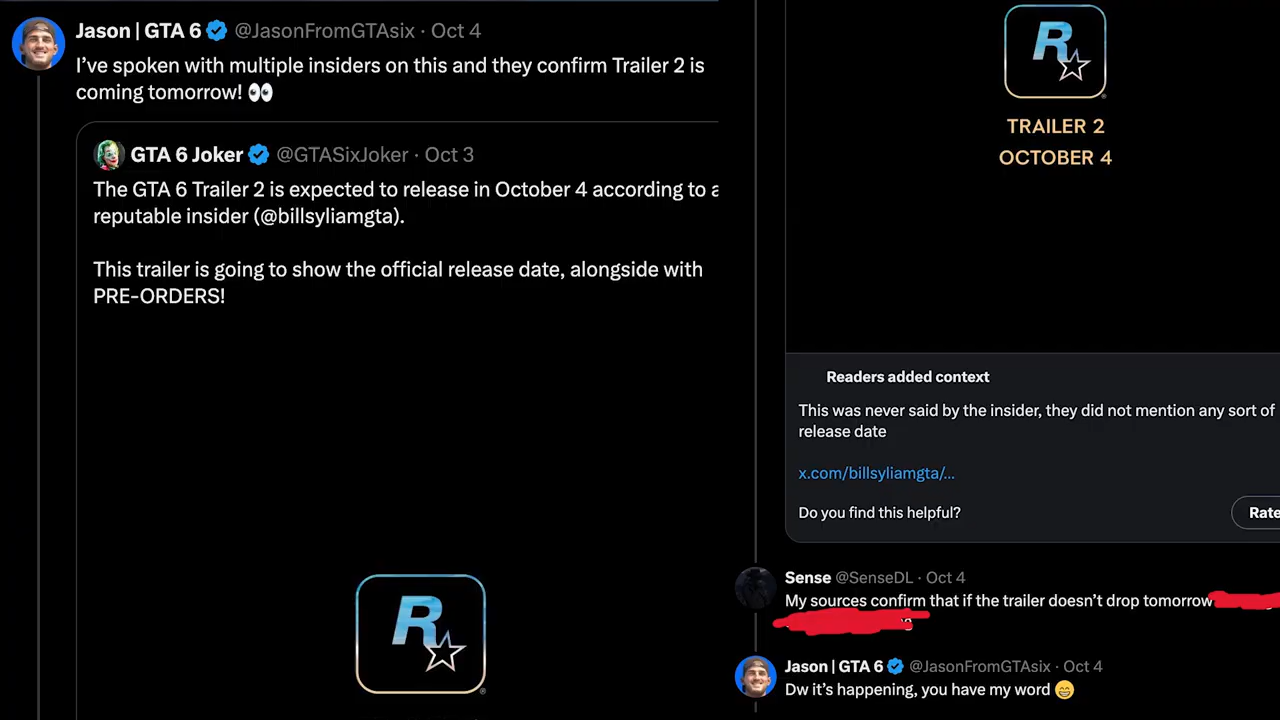 Jason | GTA 6 @JasonFromGTAsix · Oct 4
I've spoken with multiple insiders on this and they confirm Trailer 2 is
coming tomorrow! 👀
GTA 6 Joker @GTASixJoker · Oct 3
The GTA 6 Trailer 2 is expected to release in October 4 according to a
reputable insider (@billsyliamgta).
This trailer is going to show the official release date, alongside with
PRE-ORDERS!
R
R
TRAILER 2
OCTOBER 4
Readers added context
This was never said by the insider, they did not mention any sort of
release date
x.com/billsyliamgta/...
Do you find this helpful?
Rate
Sense @SenseDL · Oct 4
My sources confirm that if the trailer doesn't drop tomorrow
Jason | GTA 6 @JasonFromGTAsix · Oct 4
Dw it's happening, you have my word 😁